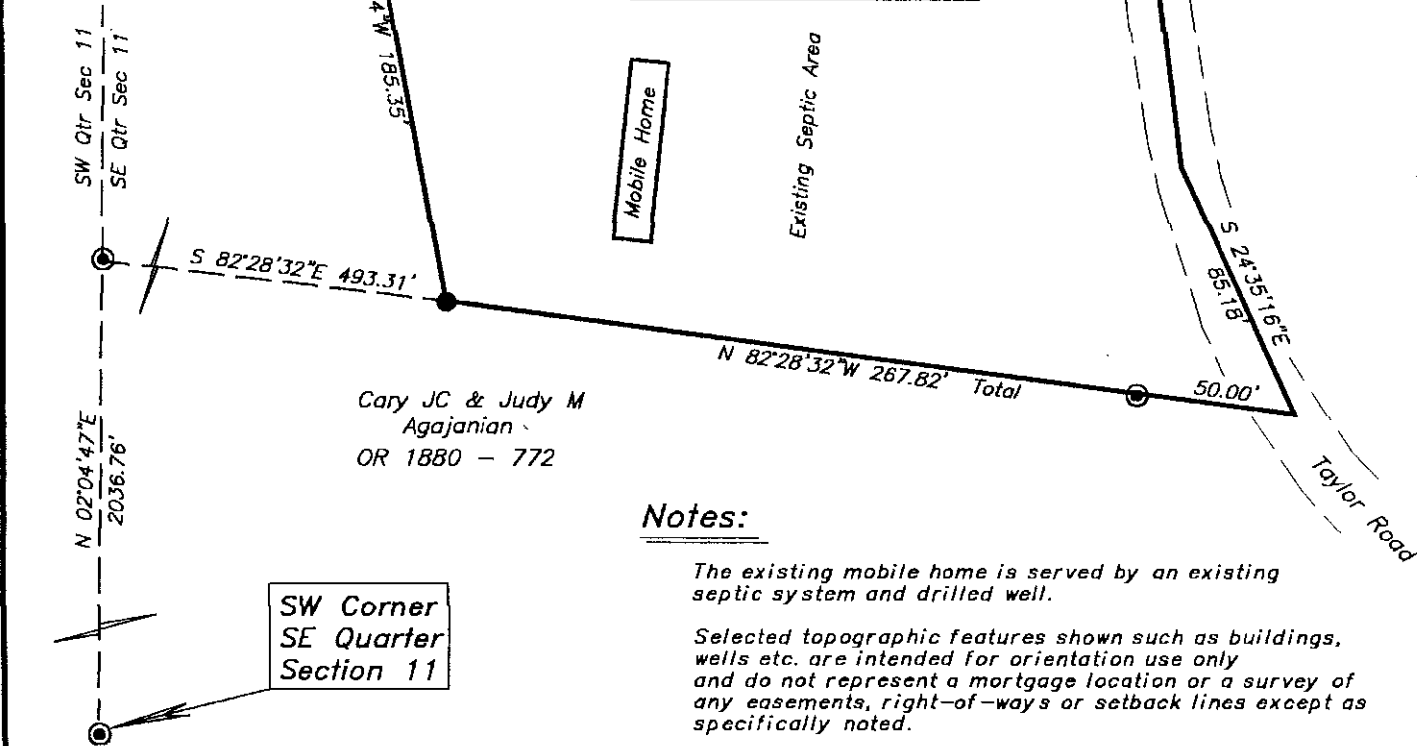 SW Qtr Sec 11
SE Qtr Sec 11
4"W 185.35'
Mobile Home
Existing Septic Area
S 82°28'32"E 493.31'
S 24°35'16"E
85.18'
N 82°28'32"W 267.82' Total
50.00'
Taylor Road
Cary JC & Judy M
Agajanian
OR 1880 - 772
N 02°04'47"E
2036.76'
SW Corner
SE Quarter
Section 11
Notes:
The existing mobile home is served by an existing
septic system and drilled well.
Selected topographic features shown such as buildings,
wells etc. are intended for orientation use only
and do not represent a mortgage location or a survey of
any easements, right-of-ways or setback lines except as
specifically noted.